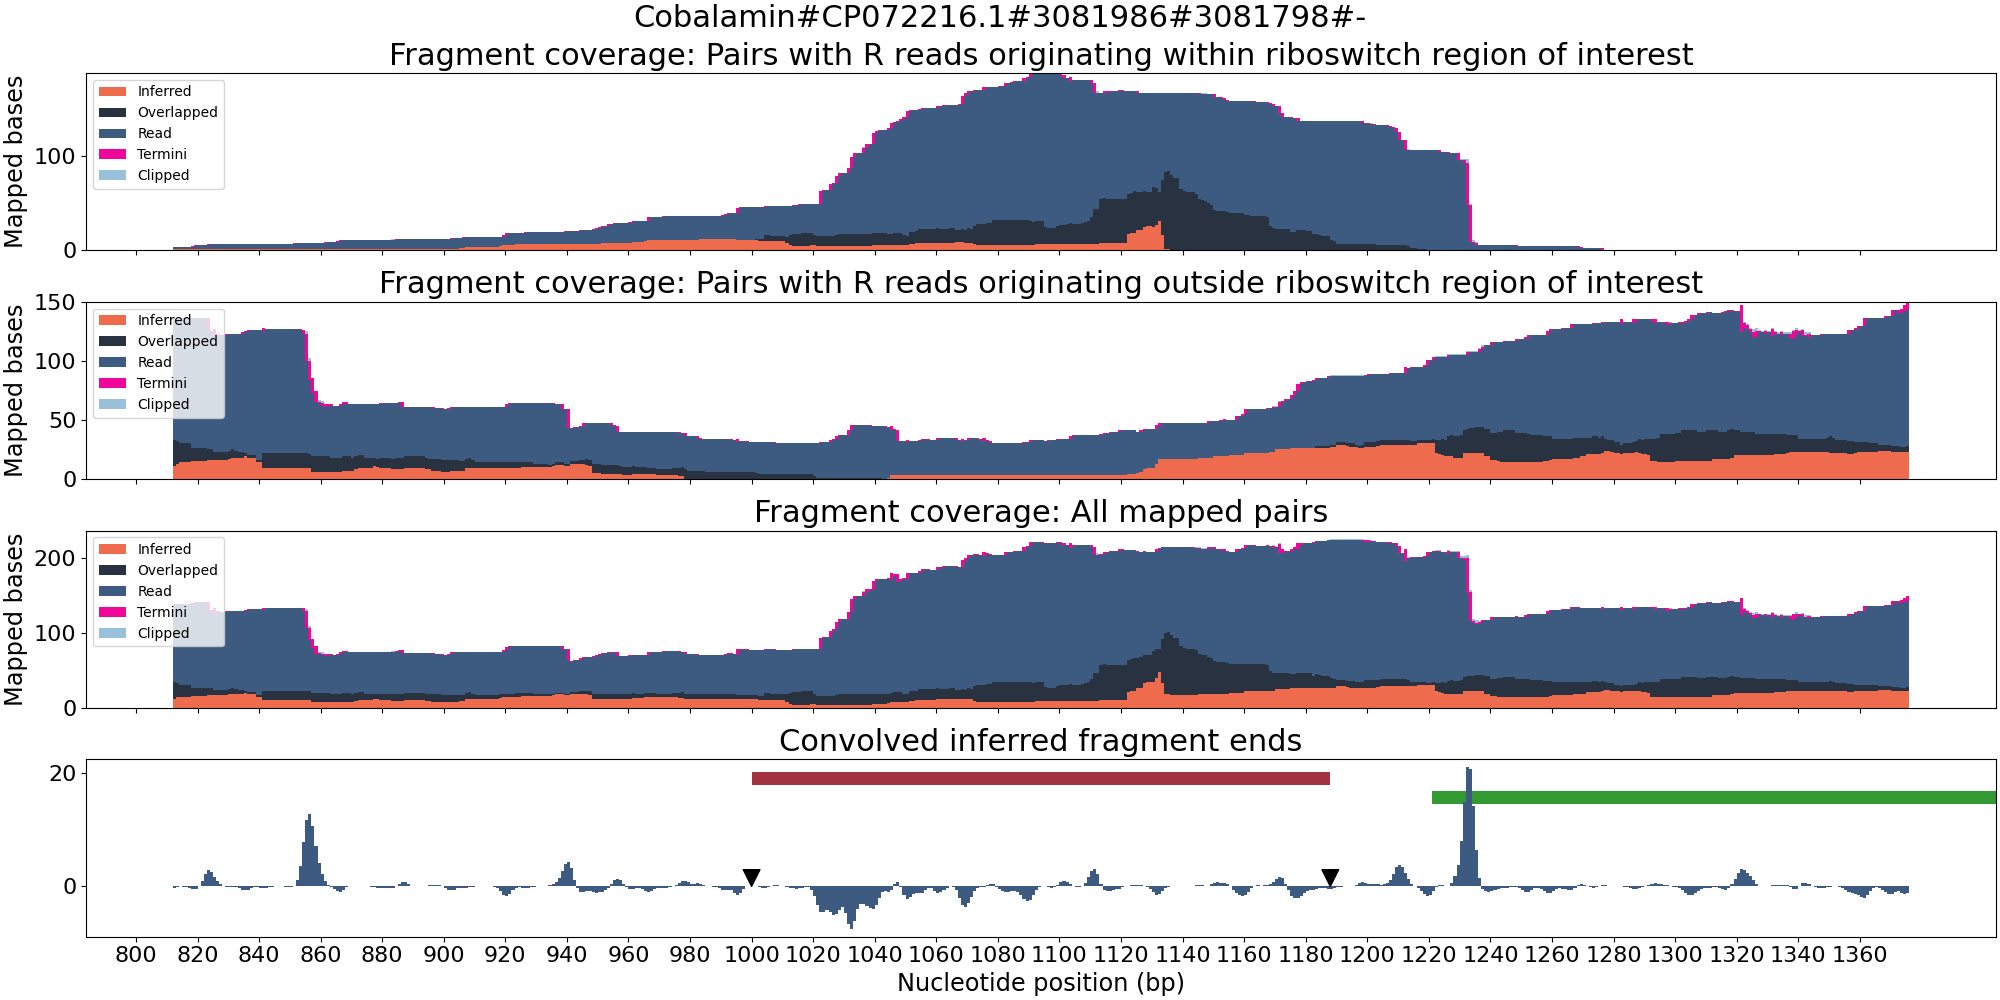 Cobalamin#CP072216.1#3081986#3081798#-
Fragment coverage: Pairs with R reads originating within riboswitch region of interest
Mapped bases
100
0
Inferred
Overlapped
Read
Termini
Clipped
Fragment coverage: Pairs with R reads originating outside riboswitch region of interest
Mapped bases
150
100
50
0
Inferred
Overlapped
Read
Termini
Clipped
Fragment coverage: All mapped pairs
Mapped bases
200
100
0
Inferred
Overlapped
Read
Termini
Clipped
Convolved inferred fragment ends
20
0
800 820 840 860 880 900 920 940 960 980 1000 1020 1040 1060 1080 1100 1120 1140 1160 1180 1200 1220 1240 1260 1280 1300 1320 1340 1360
Nucleotide position (bp)